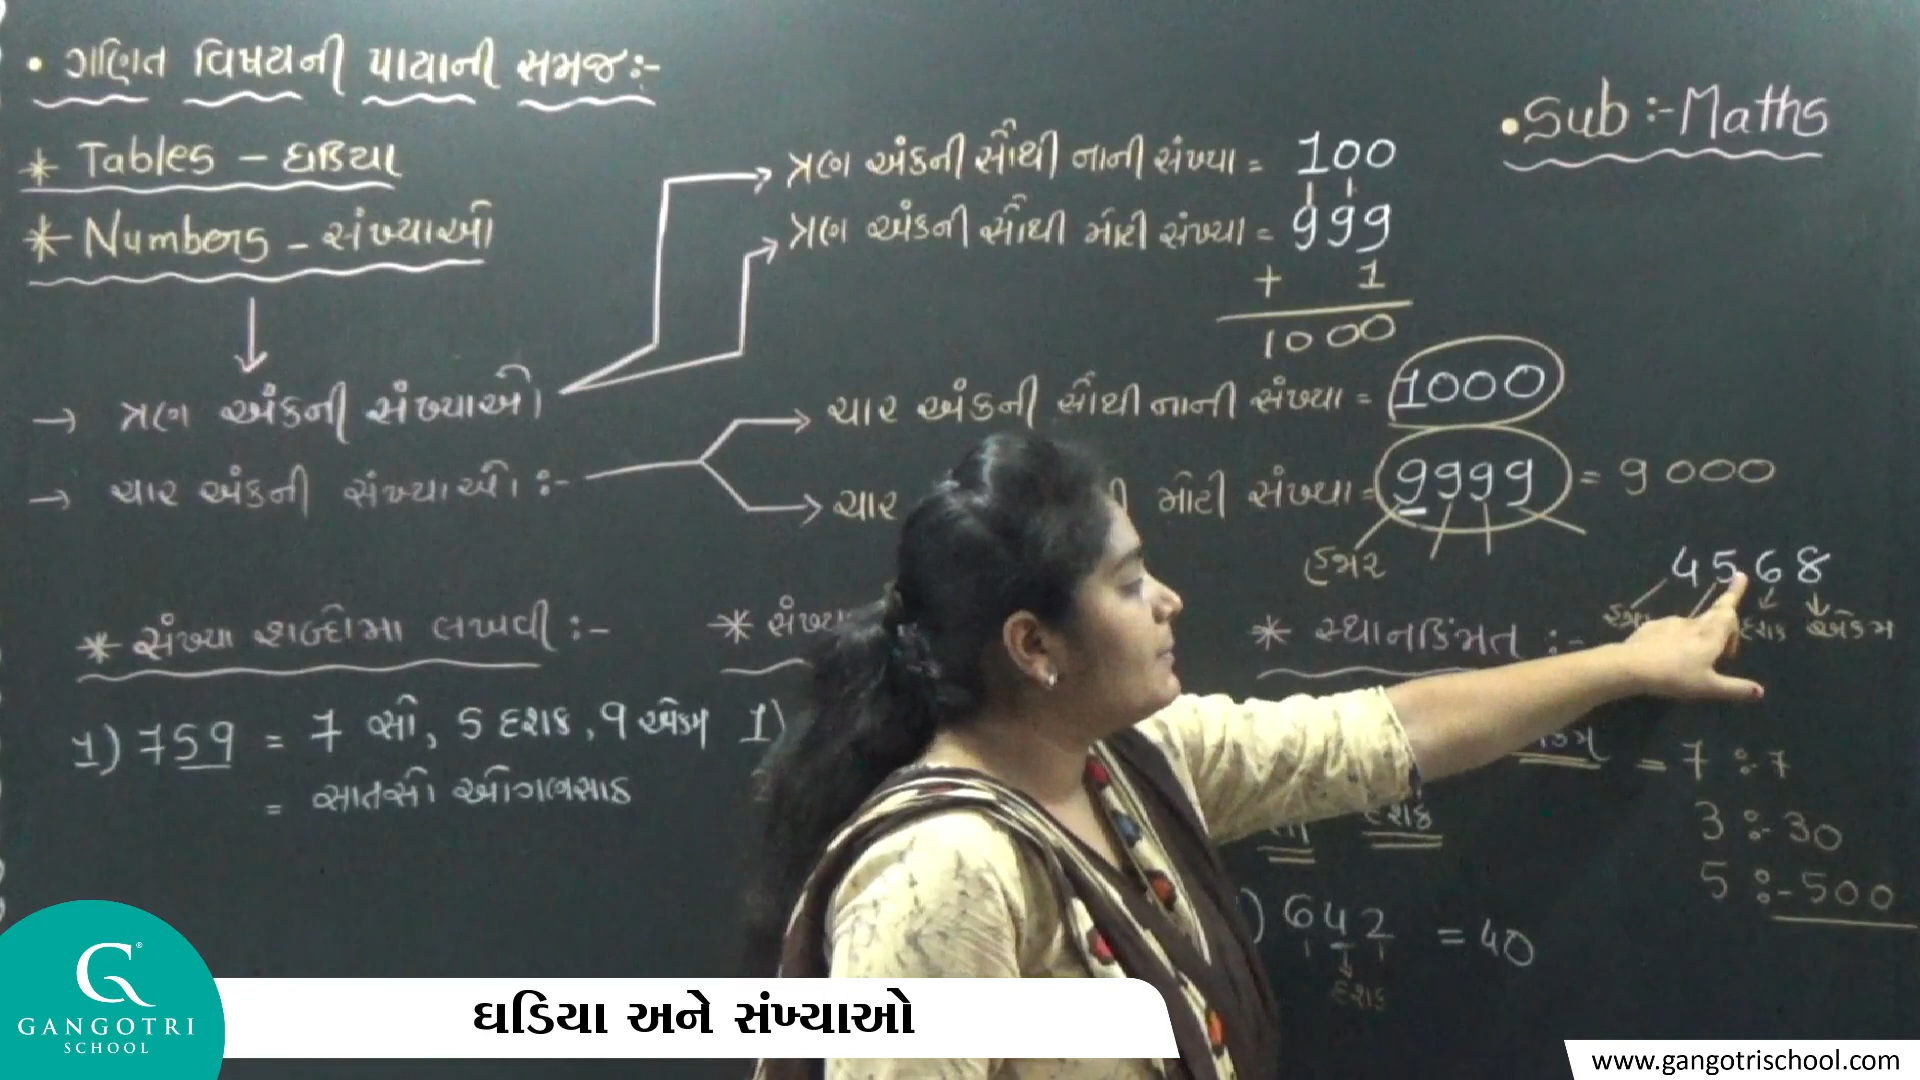 • ગણિત વિષયની પાયાની સમજ :-
• Sub :- Maths
* Tables - ઘડિયા
* Numbers - સંખ્યાઓ
ત્રણ અંકની સૌથી નાની સંખ્યા = 100
ત્રણ અંકની સૌથી મોટી સંખ્યા = 999
+ 1
1000
→ ત્રણ અંકની સંખ્યાઓ
→ ચાર અંકની સંખ્યાઓ :-
ચાર અંકની સૌથી નાની સંખ્યા = 1000
ચાર મોટી સંખ્યા = 9999 = 9000
હજાર
4568
દશક એકમ
* સંખ્યા શબ્દોમા લખવી :-
* સ્થાનકિંમત :-
1) 759 = 7 સો, 5 દશક, 9 એકમ
= સાતસો ઓગણસાઠ
1)
= 7 :- 7
દશક
3 :- 30
5 :- 500
) 642 = 40
દશક
GANGOTRI
SCHOOL
ઘડિયા અને સંખ્યાઓ
www.gangotrischool.com